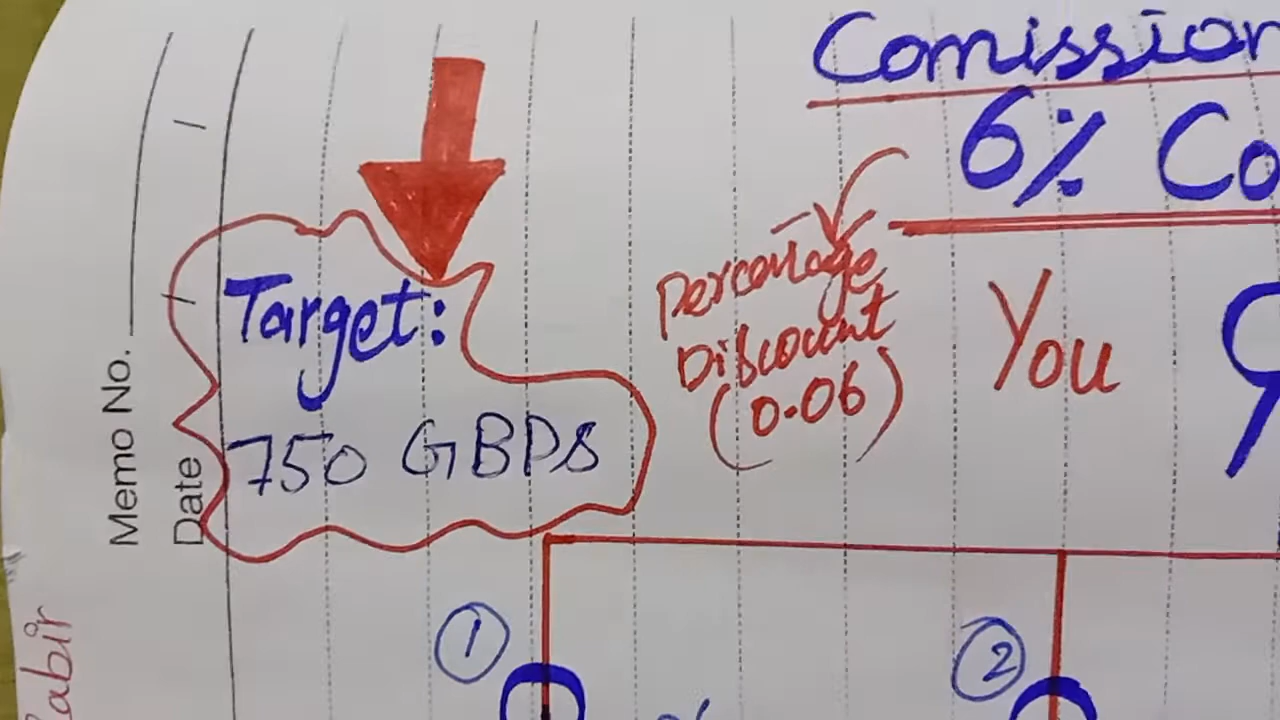 Comission
6% Co
Percentage
Discount
(0.06)
You
Target:
750 GBPS
Memo No.
Date / /
1
2